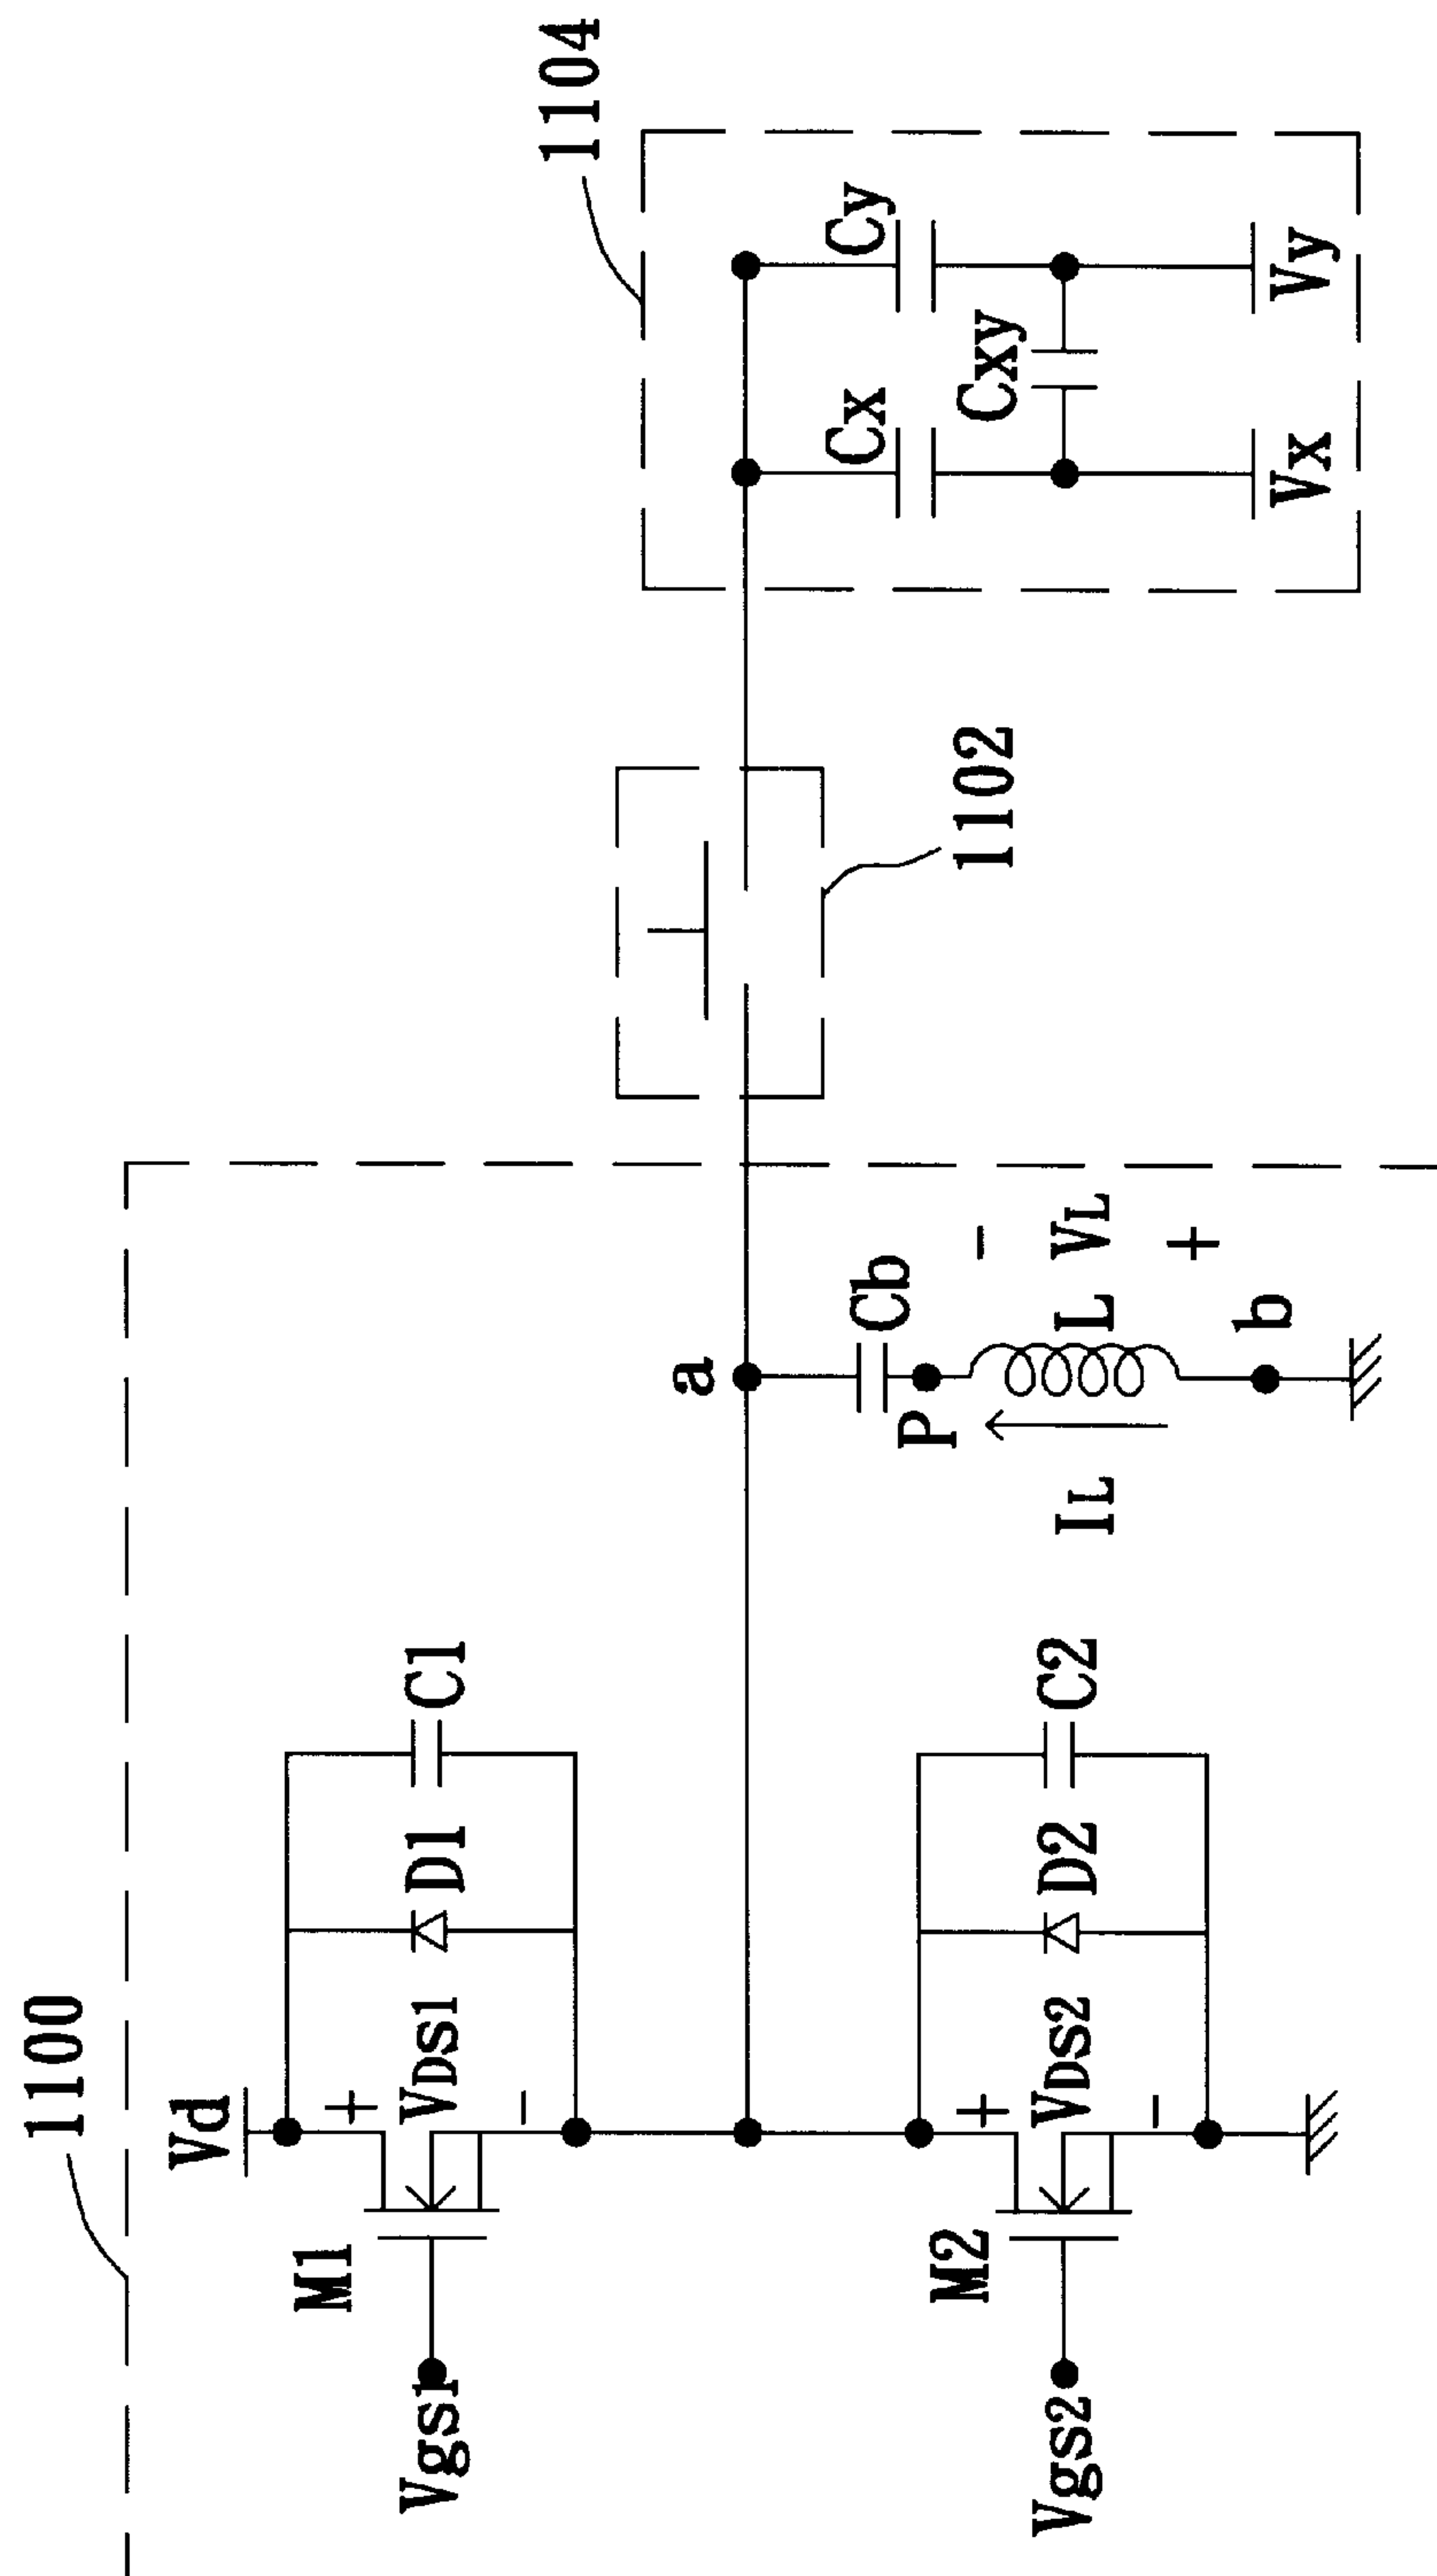 1100
Vd
M1
+
VDS1
-
D1
C1
Vgs1
a
Cb
P
-
VL
+
L
IL
b
M2
+
VDS2
-
D2
C2
Vgs2
1102
1104
Cx
Cy
Cxy
Vx
Vy